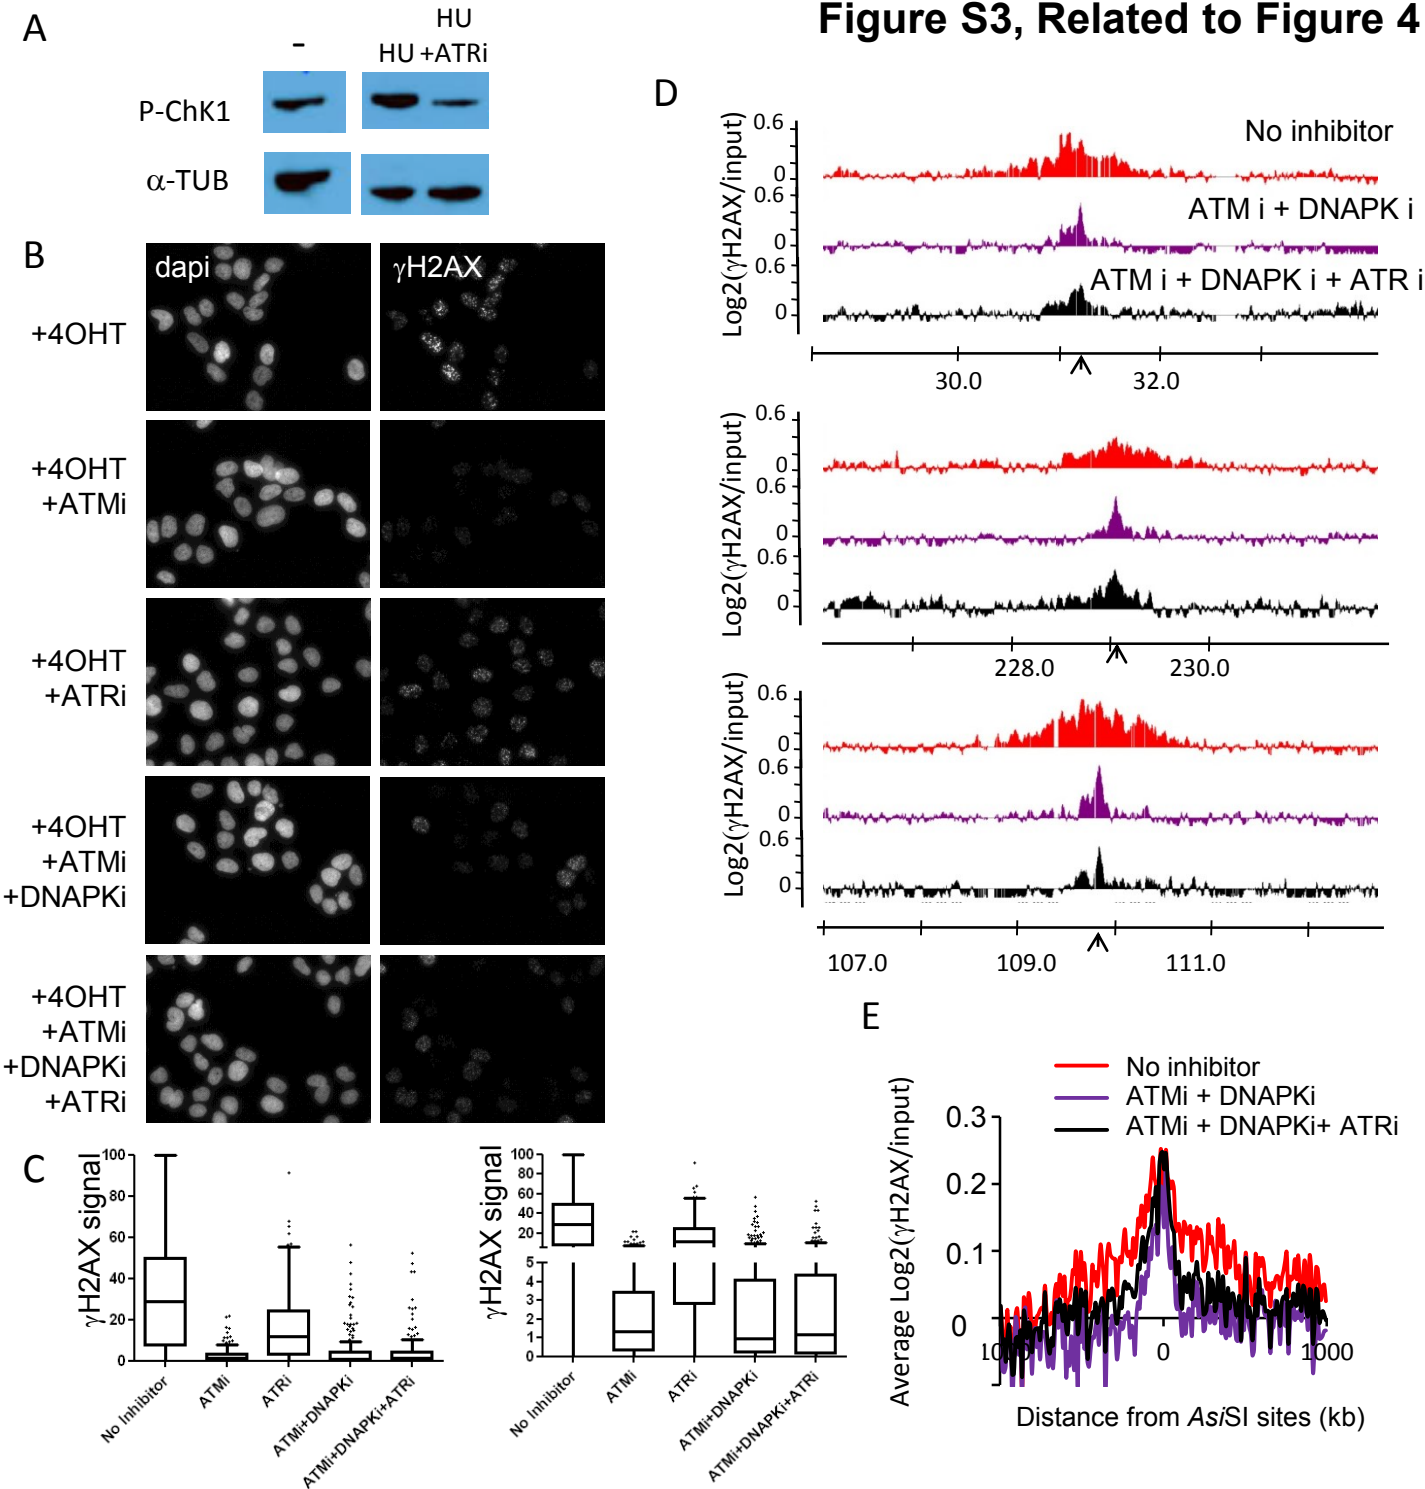 Figure S3, Related to Figure 4
A
-
HU
HU
+ATRi
P-ChK1
α-TUB
B
dapi
γH2AX
+4OHT
+4OHT
+ATMi
+4OHT
+ATRi
+4OHT
+ATMi
+DNAPKi
+4OHT
+ATMi
+DNAPKi
+ATRi
C
γH2AX signal
100
80
60
40
20
0
No Inhibitor
ATMi
ATRi
ATMi+DNAPKi
ATMi+DNAPKi+ATRi
γH2AX signal
100
80
60
40
20
5
4
3
2
1
0
No Inhibitor
ATMi
ATRi
ATMi+DNAPKi
ATMi+DNAPKi+ATRi
D
Log2(γH2AX/input)
0.6
0
0.6
0
0.6
0
No inhibitor
ATM i + DNAPK i
ATM i + DNAPK i + ATR i
30.0
32.0
Log2(γH2AX/input)
0.6
0
0.6
0
0.6
0
228.0
230.0
Log2(γH2AX/input)
0.6
0
0.6
0
0.6
0
107.0
109.0
111.0
E
No inhibitor
ATMi + DNAPKi
ATMi + DNAPKi+ ATRi
Average Log2(γH2AX/input)
0.3
0.2
0.1
0
0
1000
Distance from AsiSI sites (kb)